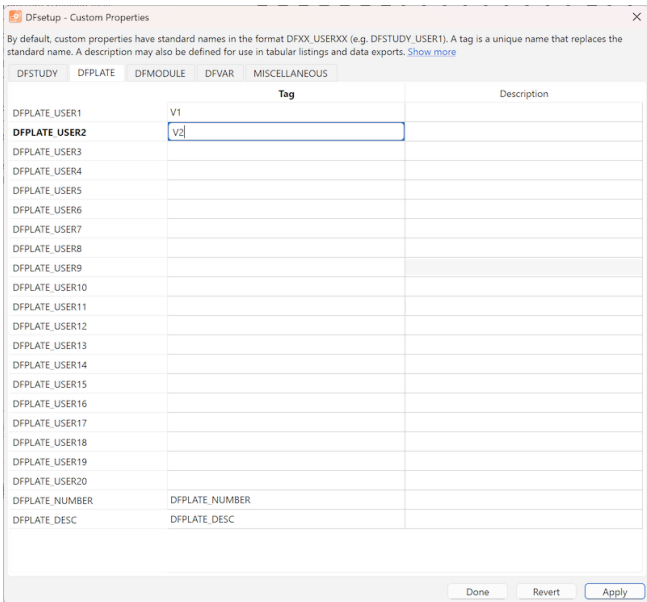 DFsetup - Custom Properties
By default, custom properties have standard names in the format DFXX_USERXX (e.g. DFSTUDY_USER1). A tag is a unique name that replaces the
standard name. A description may also be defined for use in tabular listings and data exports. Show more
DFSTUDY DFPLATE DFMODULE DFVAR MISCELLANEOUS
Tag Description
DFPLATE_USER1 V1
DFPLATE_USER2 V2
DFPLATE_USER3
DFPLATE_USER4
DFPLATE_USER5
DFPLATE_USER6
DFPLATE_USER7
DFPLATE_USER8
DFPLATE_USER9
DFPLATE_USER10
DFPLATE_USER11
DFPLATE_USER12
DFPLATE_USER13
DFPLATE_USER14
DFPLATE_USER15
DFPLATE_USER16
DFPLATE_USER17
DFPLATE_USER18
DFPLATE_USER19
DFPLATE_USER20
DFPLATE_NUMBER DFPLATE_NUMBER
DFPLATE_DESC DFPLATE_DESC
Done Revert Apply